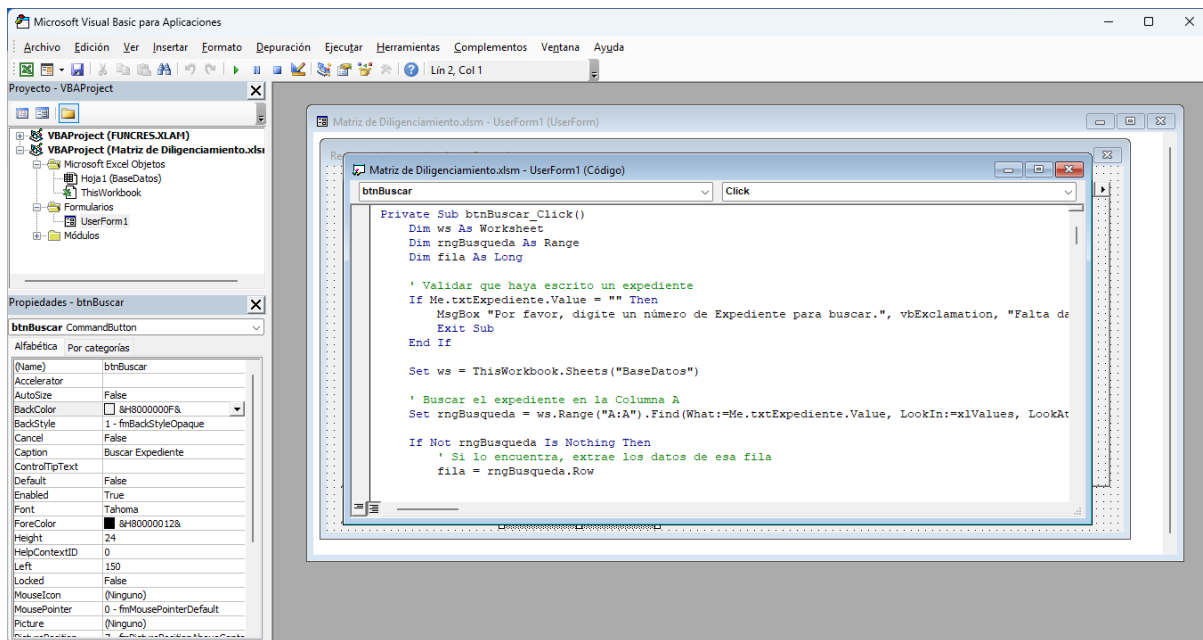 Microsoft Visual Basic para Aplicaciones
Archivo Edición Ver Insertar Formato Depuración Ejecutar Herramientas Complementos Ventana Ayuda
Lín 2, Col 1
Proyecto - VBAProject
VBAProject (FUNCRES.XLAM)
VBAProject (Matriz de Diligenciamiento.xlsm
Microsoft Excel Objetos
Hoja1 (BaseDatos)
ThisWorkbook
Formularios
UserForm1
Módulos
Propiedades - btnBuscar
btnBuscar CommandButton
Alfabética Por categorías
(Name) btnBuscar
Accelerator
AutoSize False
BackColor &H8000000F&
BackStyle 1 - fmBackStyleOpaque
Cancel False
Caption Buscar Expediente
ControlTipText
Default False
Enabled True
Font Tahoma
ForeColor &H80000012&
Height 24
HelpContextID 0
Left 150
Locked False
MouseIcon (Ninguno)
MousePointer 0 - fmMousePointerDefault
Picture (Ninguno)
Matriz de Diligenciamiento.xlsm - UserForm1 (UserForm)
Matriz de Diligenciamiento.xlsm - UserForm1 (Código)
btnBuscar Click
Private Sub btnBuscar_Click()
Dim ws As Worksheet
Dim rngBusqueda As Range
Dim fila As Long
' Validar que haya escrito un expediente
If Me.txtExpediente.Value = "" Then
MsgBox "Por favor, digite un número de Expediente para buscar.", vbExclamation, "Falta da
Exit Sub
End If
Set ws = ThisWorkbook.Sheets("BaseDatos")
' Buscar el expediente en la Columna A
Set rngBusqueda = ws.Range("A:A").Find(What:=Me.txtExpediente.Value, LookIn:=xlValues, LookAt
If Not rngBusqueda Is Nothing Then
' Si lo encuentra, extrae los datos de esa fila
fila = rngBusqueda.Row